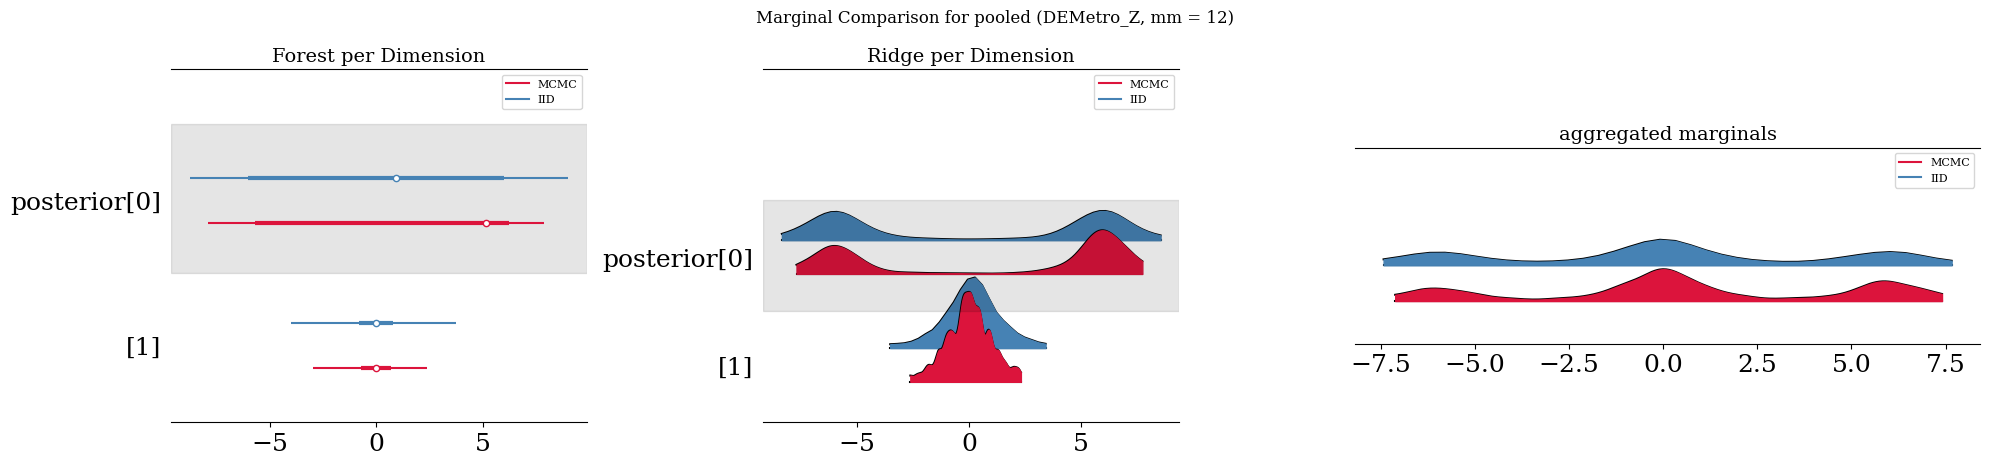 Marginal Comparison for pooled (DEMetro_Z, mm = 12)
Forest per Dimension
MCMC
IID
posterior[0]
[1]
−5 0 5
Ridge per Dimension
MCMC
IID
posterior[0]
[1]
−5 0 5
aggregated marginals
MCMC
IID
−7.5 −5.0 −2.5 0.0 2.5 5.0 7.5